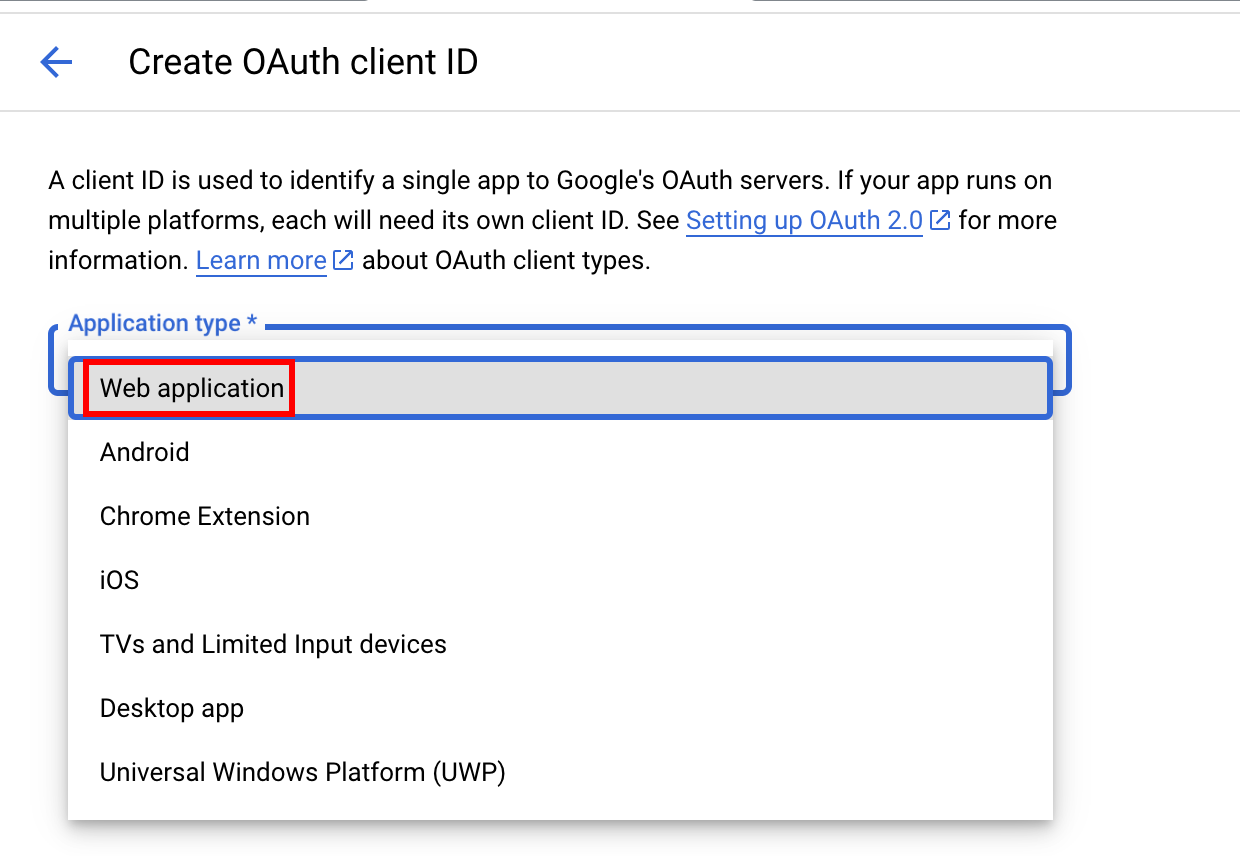 Create OAuth client ID
A client ID is used to identify a single app to Google's OAuth servers. If your app runs on
multiple platforms, each will need its own client ID. See Setting up OAuth 2.0 for more
information. Learn more about OAuth client types.
Application type *
Web application
Android
Chrome Extension
iOS
TVs and Limited Input devices
Desktop app
Universal Windows Platform (UWP)